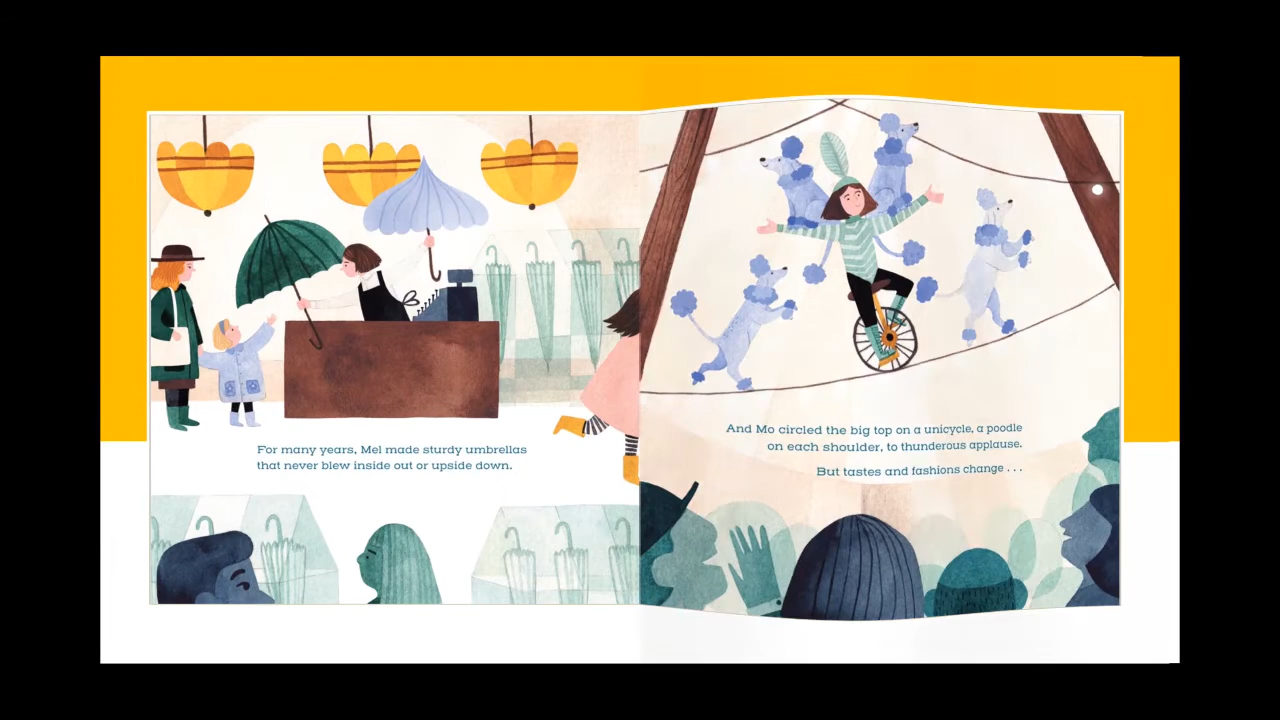 For many years, Mel made sturdy umbrellas
that never blew inside out or upside down.
And Mo circled the big top on a unicycle, a poodle
on each shoulder, to thunderous applause.
But tastes and fashions change . . .